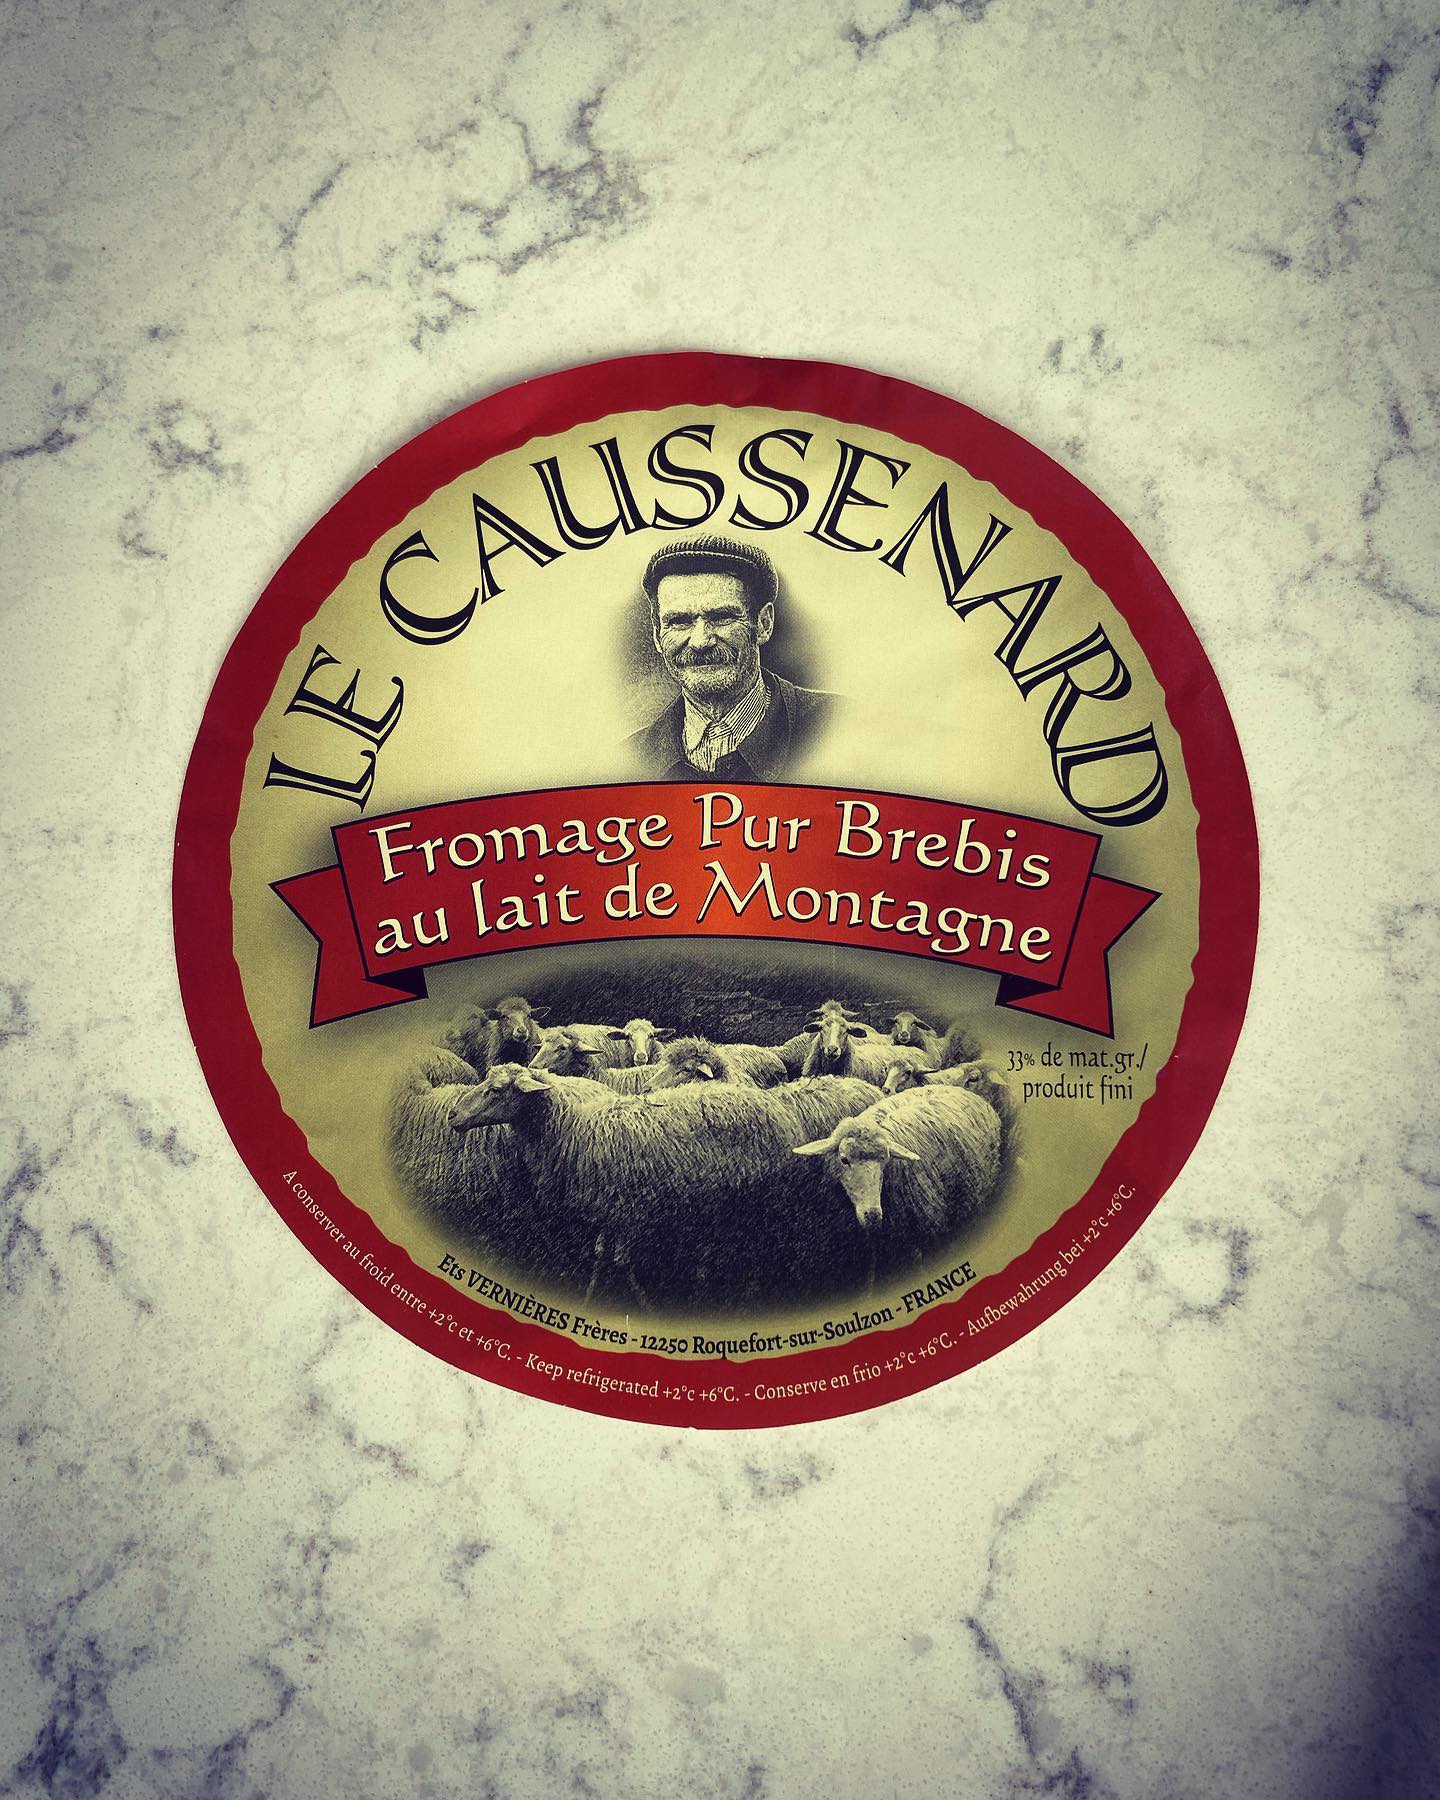 LE CAUSSENARD
Fromage Pur Brebis
au lait de Montagne
33% de mat.gr./
produit fini
Ets VERNIÈRES Frères - 12250 Roquefort-sur-Soulzon - FRANCE
A conserver au froid entre +2°c et +6°C. - Keep refrigerated +2°c +6°C. - Conserve en frio +2°c +6°C. - Aufbewahrung bei +2°c +6°C.